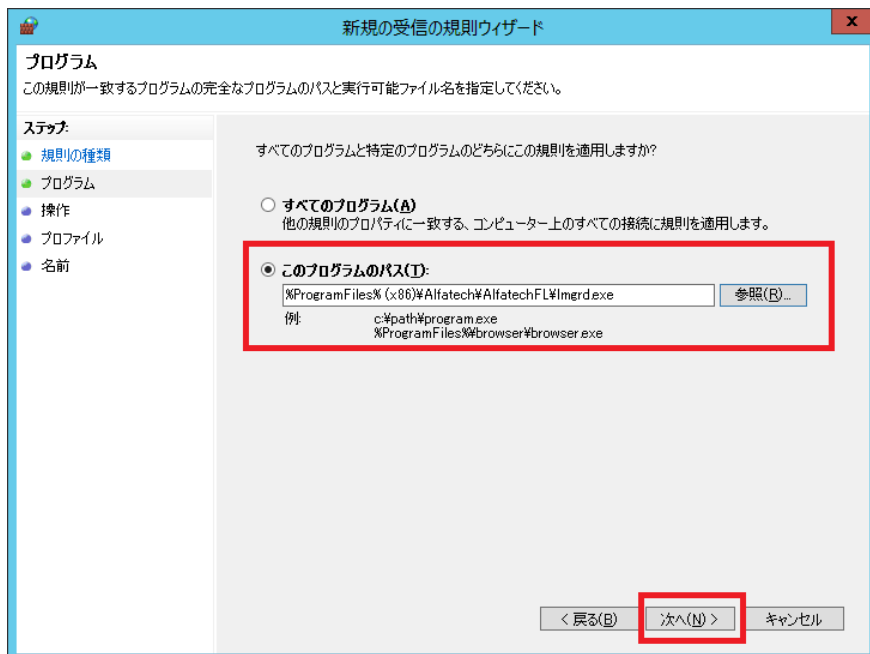 新規の受信の規則ウィザード
x
プログラム
この規則が一致するプログラムの完全なプログラムのパスと実行可能ファイル名を指定してください。
ステップ:
規則の種類
プログラム
操作
プロファイル
名前
すべてのプログラムと特定のプログラムのどちらにこの規則を適用しますか?
すべてのプログラム(A)
他の規則のプロパティに一致する、コンピューター上のすべての接続に規則を適用します。
このプログラムのパス(T):
%ProgramFiles% (x86)¥Alfatech¥AlfatechFL¥lmgrd.exe
参照(R)...
例: c:¥path¥program.exe
%ProgramFiles%¥browser¥browser.exe
< 戻る(B)
次へ(N) >
キャンセル